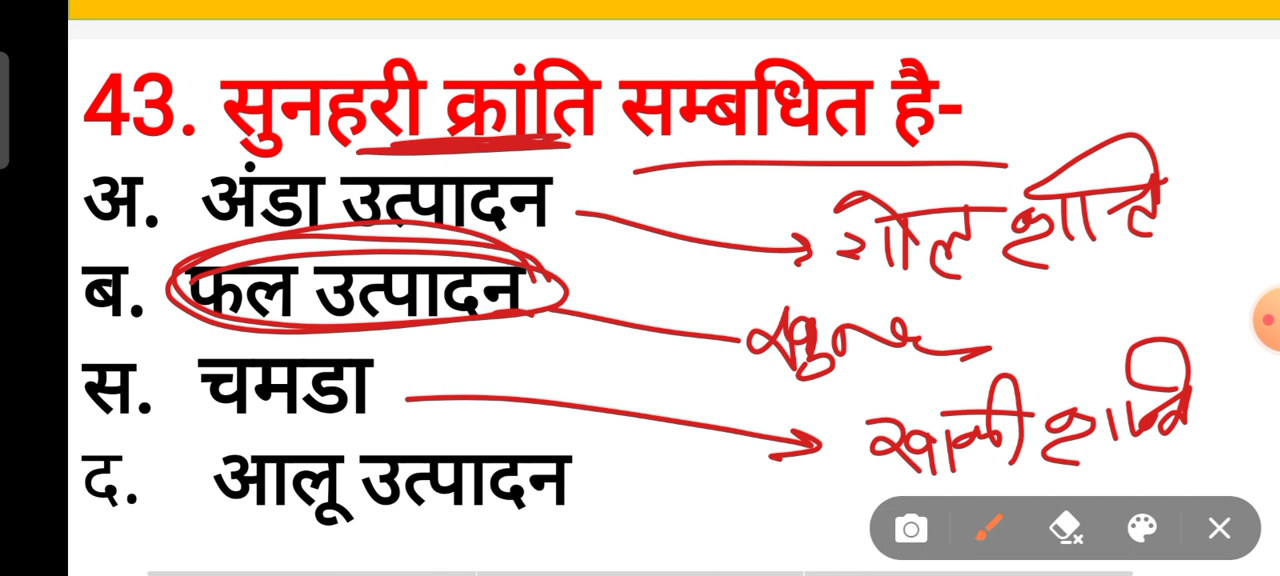 43. सुनहरी क्रांति सम्बधित है-
अ. अंडा उत्पादन
ब. फल उत्पादन
स. चमडा
द. आलू उत्पादन